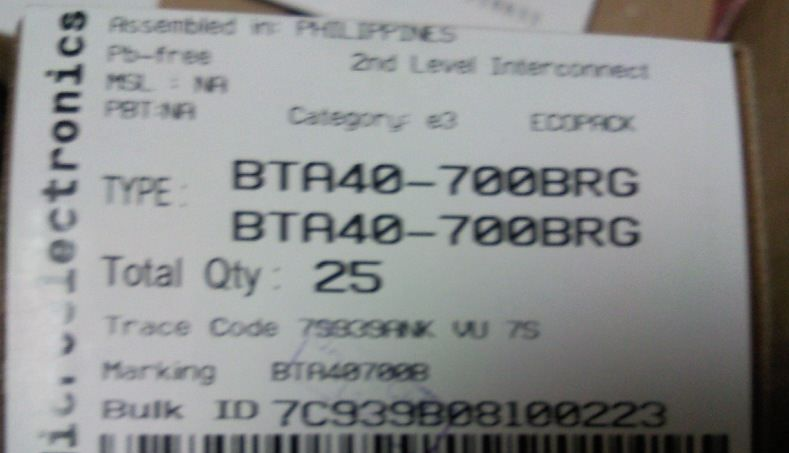 Assembled in: PHILIPPINES
Pb-free
2nd Level Interconnect
MSL : NA
PBT:NA
Category: e3
ECOPACK
TYPE: BTA40-700BRG
BTA40-700BRG
Total Qty: 25
Trace Code 79939ANK VU 7S
Marking BTA40700B
Bulk ID 7C939B08100223